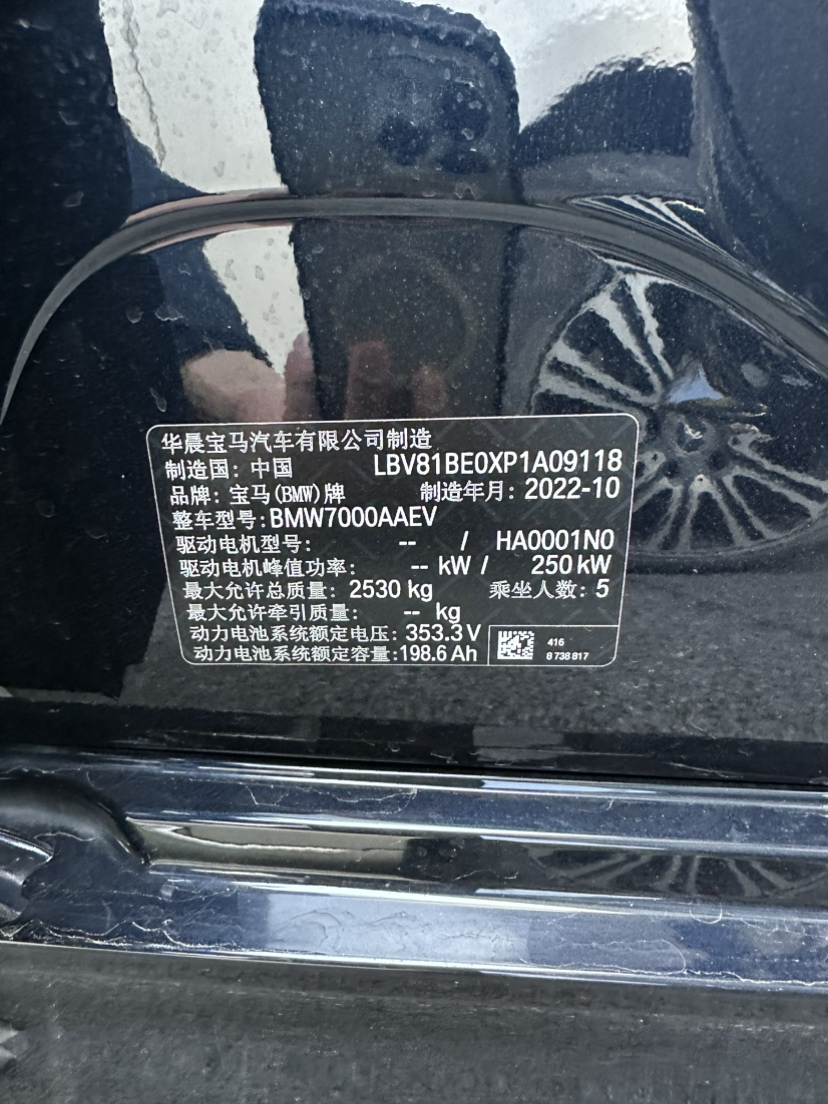 华晨宝马汽车有限公司制造
制造国: 中国 LBV81BE0XP1A09118
品牌: 宝马(BMW)牌 制造年月: 2022-10
整车型号:BMW7000AAEV
驱动电机型号: -- / HA0001N0
驱动电机峰值功率: -- kW / 250 kW
最大允许总质量: 2530 kg 乘坐人数: 5
最大允许牵引质量: -- kg
动力电池系统额定电压: 353.3 V
动力电池系统额定容量:198.6 Ah
416
8 738 817